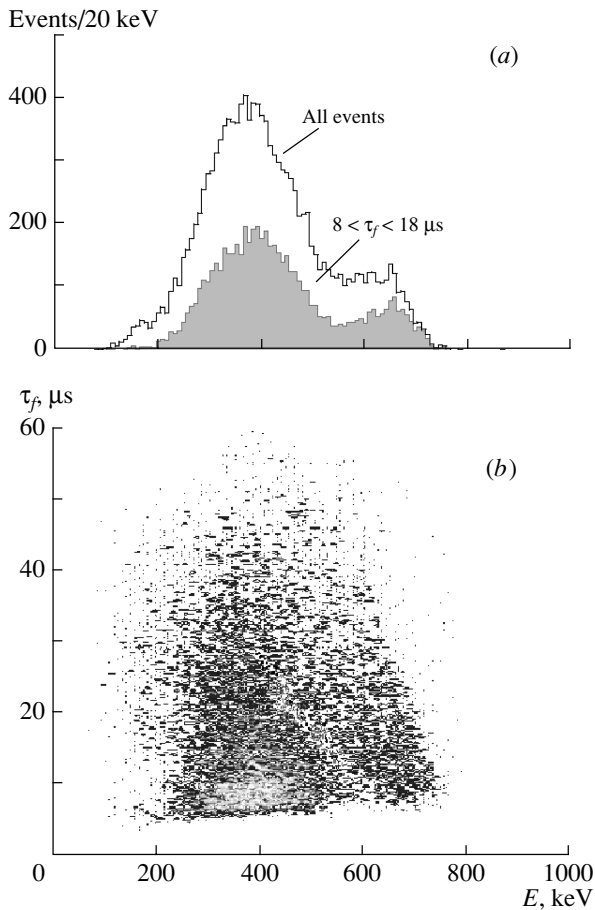 Events/20 keV
(a)
400
All events
8 < τf < 18 μs
200
0
τf, μs
60
(b)
40
20
0
200
400
600
800
1000
E, keV